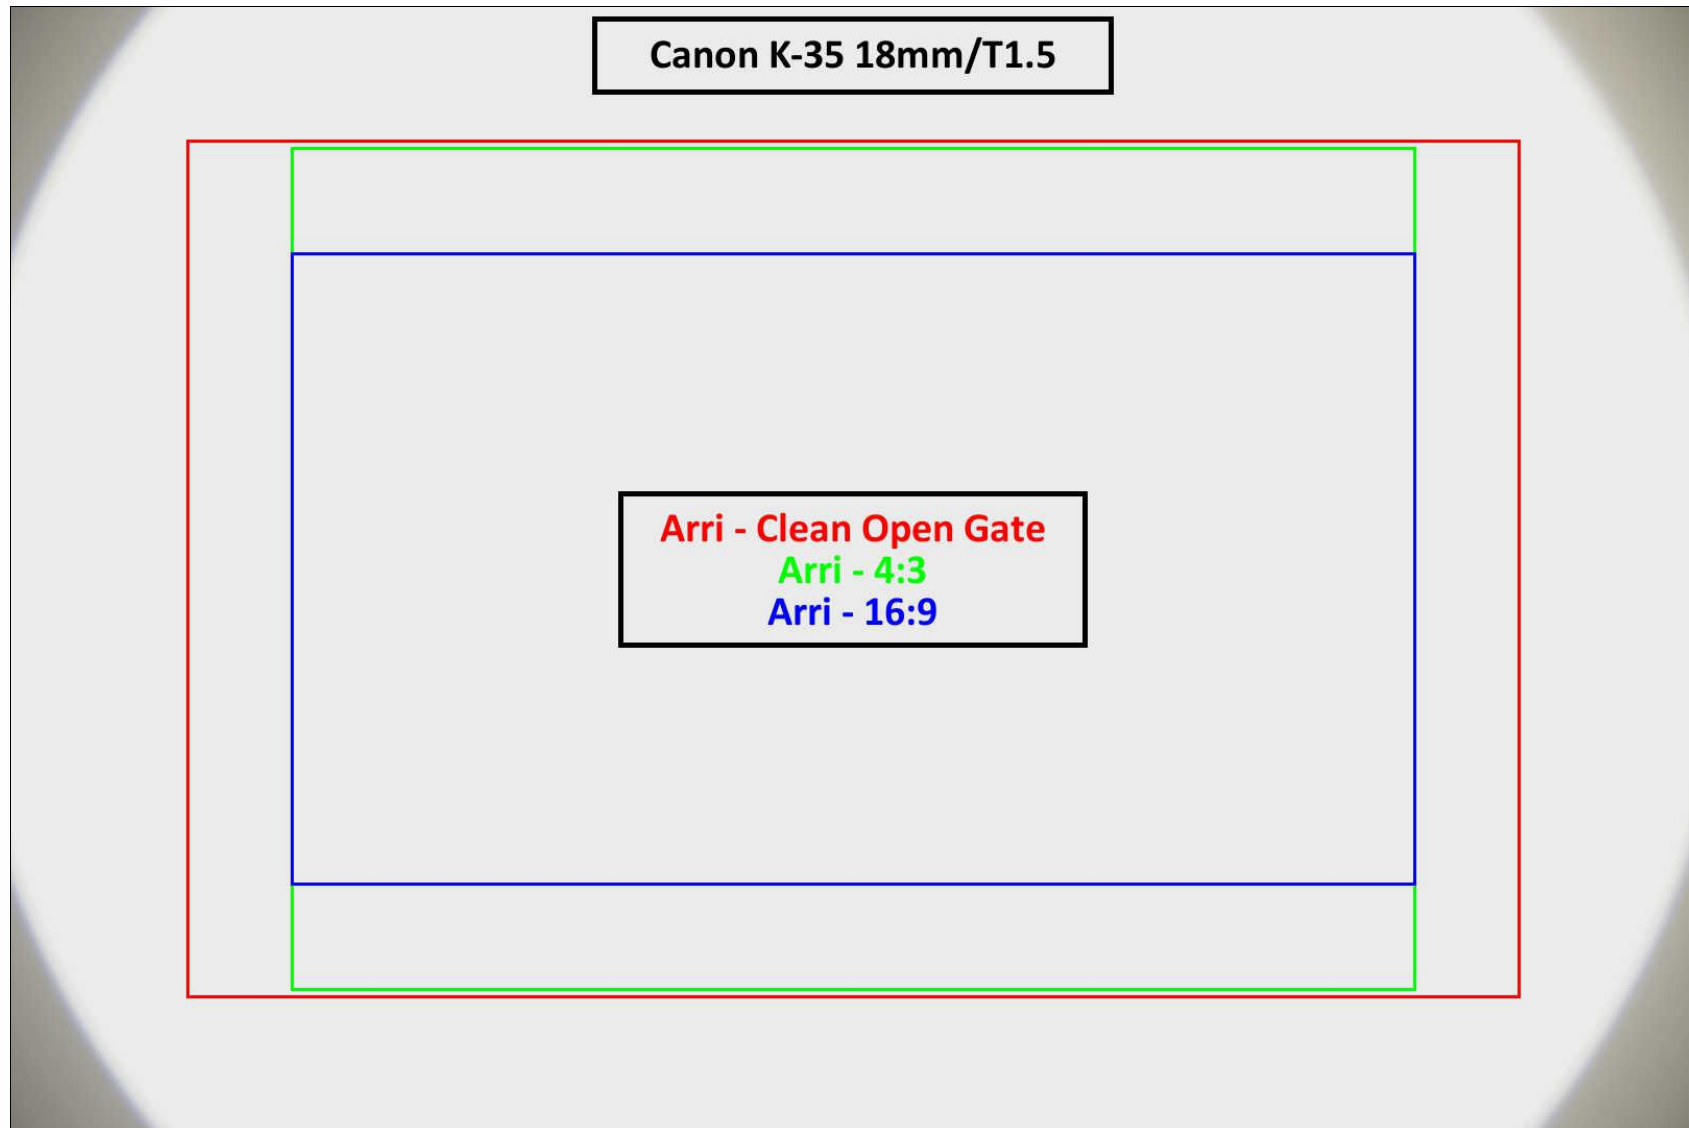 Canon K-35 18mm/T1.5
Arri - Clean Open Gate
Arri - 4:3
Arri - 16:9